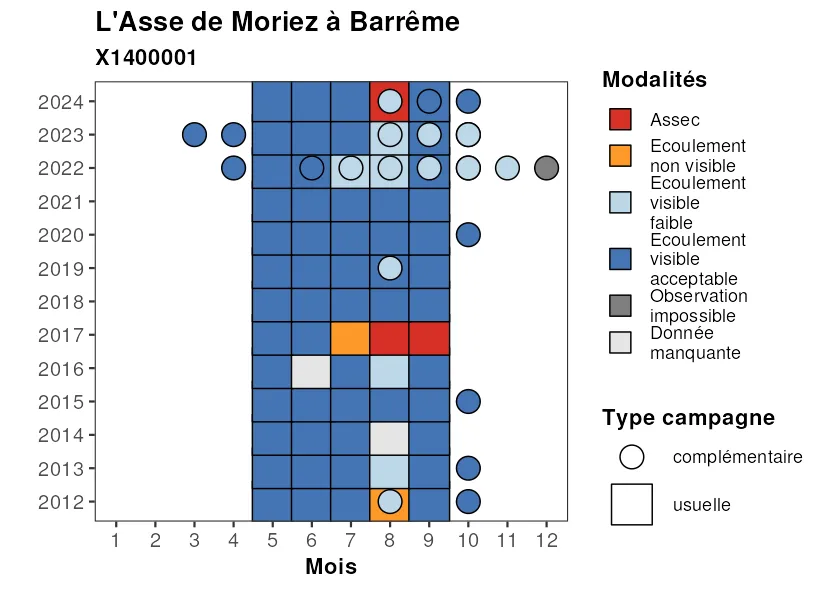 L'Asse de Moriez à Barrême
X1400001
2024
2023
2022
2021
2020
2019
2018
2017
2016
2015
2014
2013
2012
1 2 3 4 5 6 7 8 9 10 11 12
Mois
Modalités
Assec
Ecoulement
non visible
Ecoulement
visible
faible
Ecoulement
visible
acceptable
Observation
impossible
Donnée
manquante
Type campagne
complémentaire
usuelle